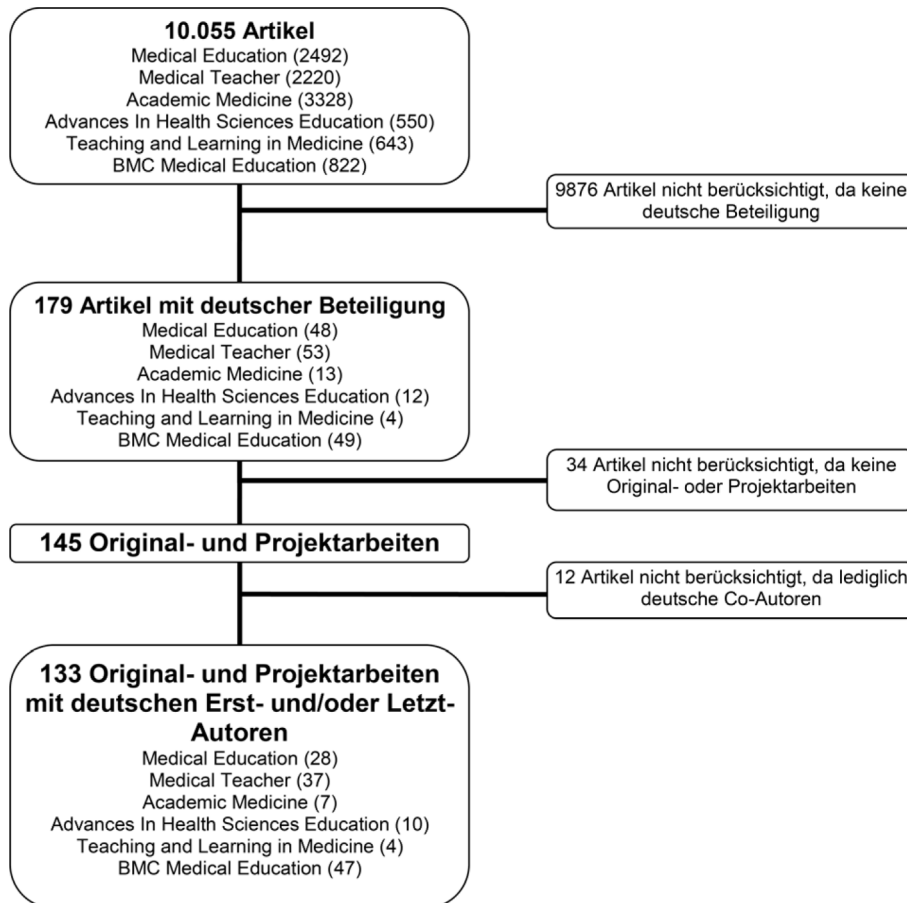 10.055 Artikel
Medical Education (2492)
Medical Teacher (2220)
Academic Medicine (3328)
Advances In Health Sciences Education (550)
Teaching and Learning in Medicine (643)
BMC Medical Education (822)
9876 Artikel nicht berücksichtigt, da keine
deutsche Beteiligung
179 Artikel mit deutscher Beteiligung
Medical Education (48)
Medical Teacher (53)
Academic Medicine (13)
Advances In Health Sciences Education (12)
Teaching and Learning in Medicine (4)
BMC Medical Education (49)
34 Artikel nicht berücksichtigt, da keine
Original- oder Projektarbeiten
145 Original- und Projektarbeiten
12 Artikel nicht berücksichtigt, da lediglich
deutsche Co-Autoren
133 Original- und Projektarbeiten
mit deutschen Erst- und/oder Letzt-
Autoren
Medical Education (28)
Medical Teacher (37)
Academic Medicine (7)
Advances In Health Sciences Education (10)
Teaching and Learning in Medicine (4)
BMC Medical Education (47)